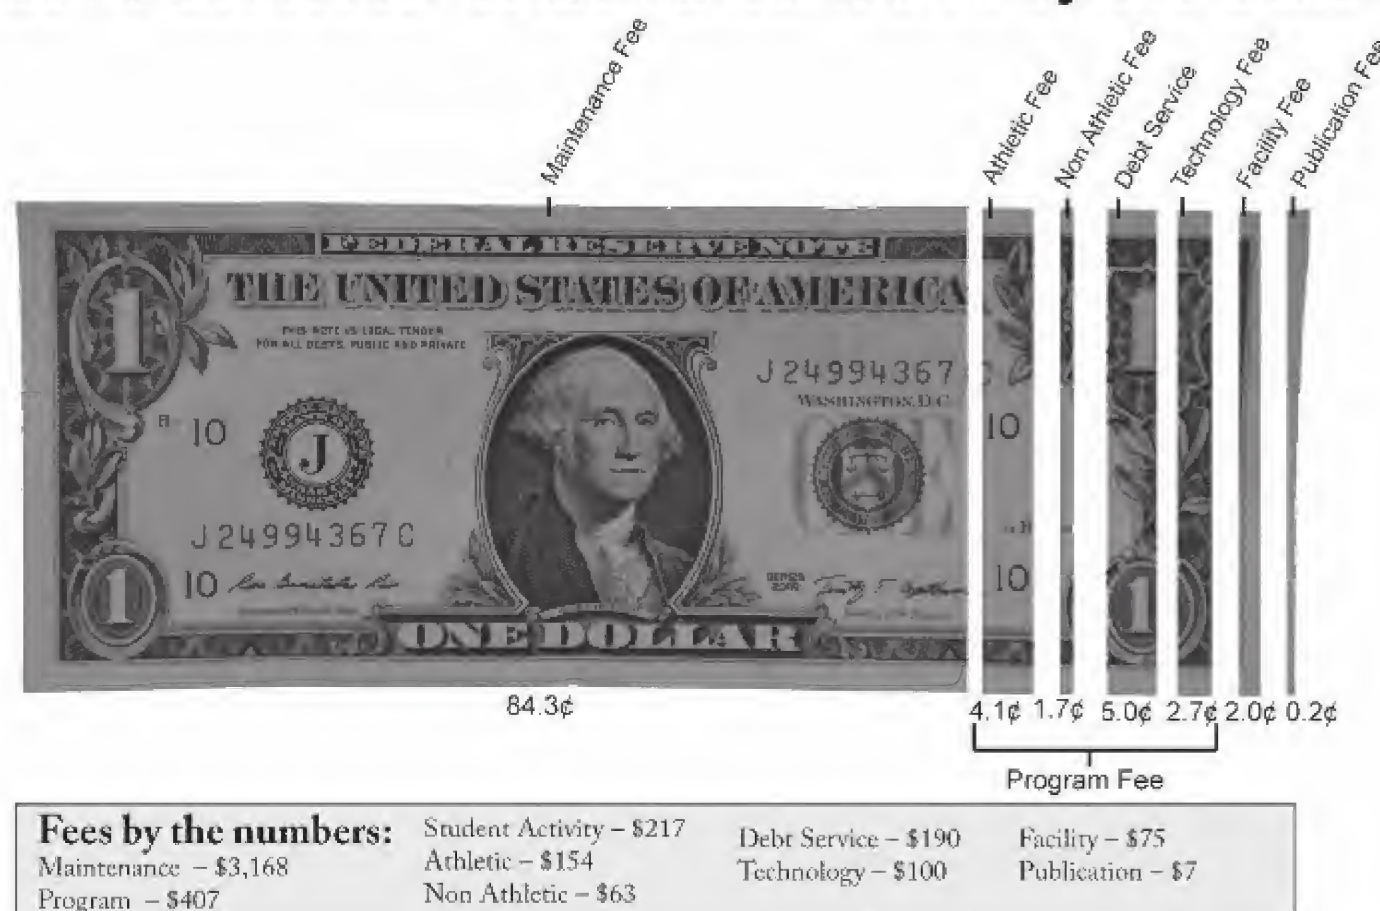 Maintenance Fee
Athletic Fee
Non Athletic Fee
Debt Service
Technology Fee
Facility Fee
Publication Fee
FEDERAL RESERVE NOTE
THE UNITED STATES OF AMERICA
THIS NOTE IS LEGAL TENDER
FOR ALL DEBTS, PUBLIC AND PRIVATE
J 24994367 C
WASHINGTON, D.C.
1
1
H 10
J
10
J 24994367 C
10
10
SERIES
1
1
ONE DOLLAR
84.3¢
4.1¢ 1.7¢ 5.0¢ 2.7¢ 2.0¢ 0.2¢
Program Fee
Fees by the numbers:
Maintenance – $3,168
Program – $407
Student Activity – $217
Athletic – $154
Non Athletic – $63
Debt Service – $190
Technology – $100
Facility – $75
Publication – $7